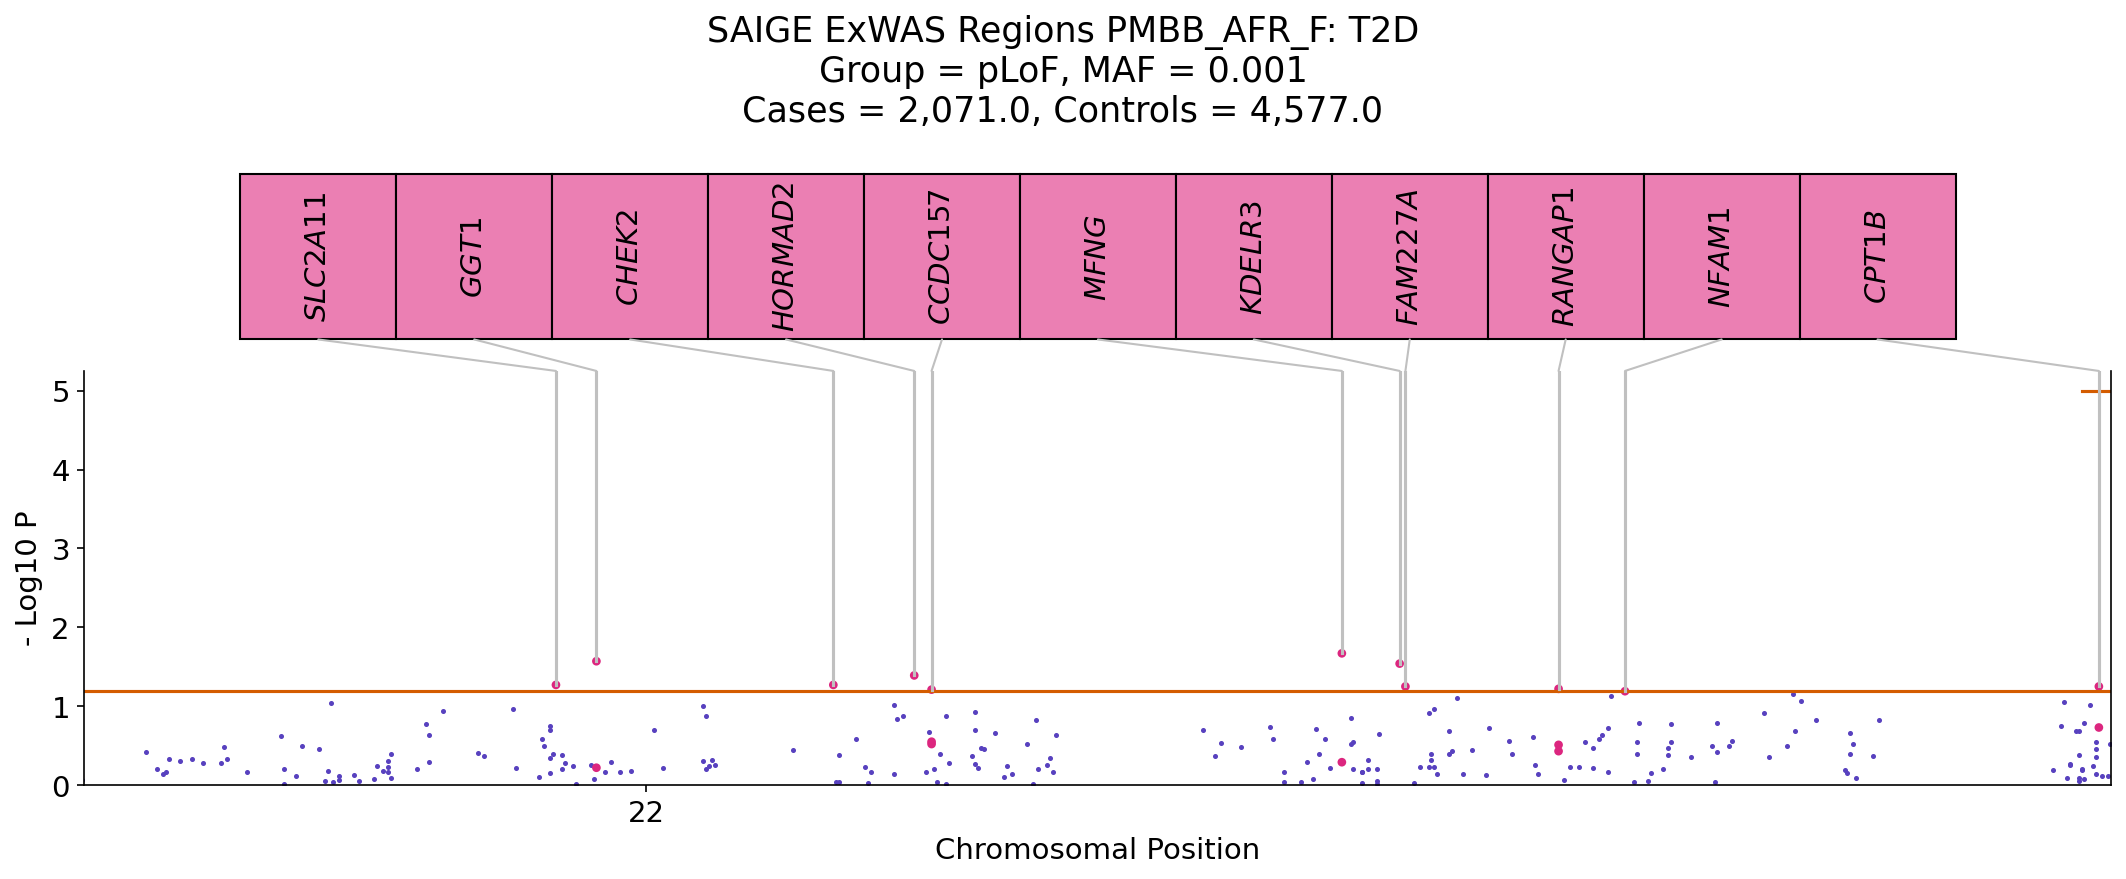 SAIGE ExWAS Regions PMBB_AFR_F: T2D
Group = pLoF, MAF = 0.001
Cases = 2,071.0, Controls = 4,577.0
SLC2A11
GGT1
CHEK2
HORMAD2
CCDC157
MFNG
KDELR3
FAM227A
RANGAP1
NFAM1
CPT1B
5
4
3
2
1
0
- Log10 P
22
Chromosomal Position